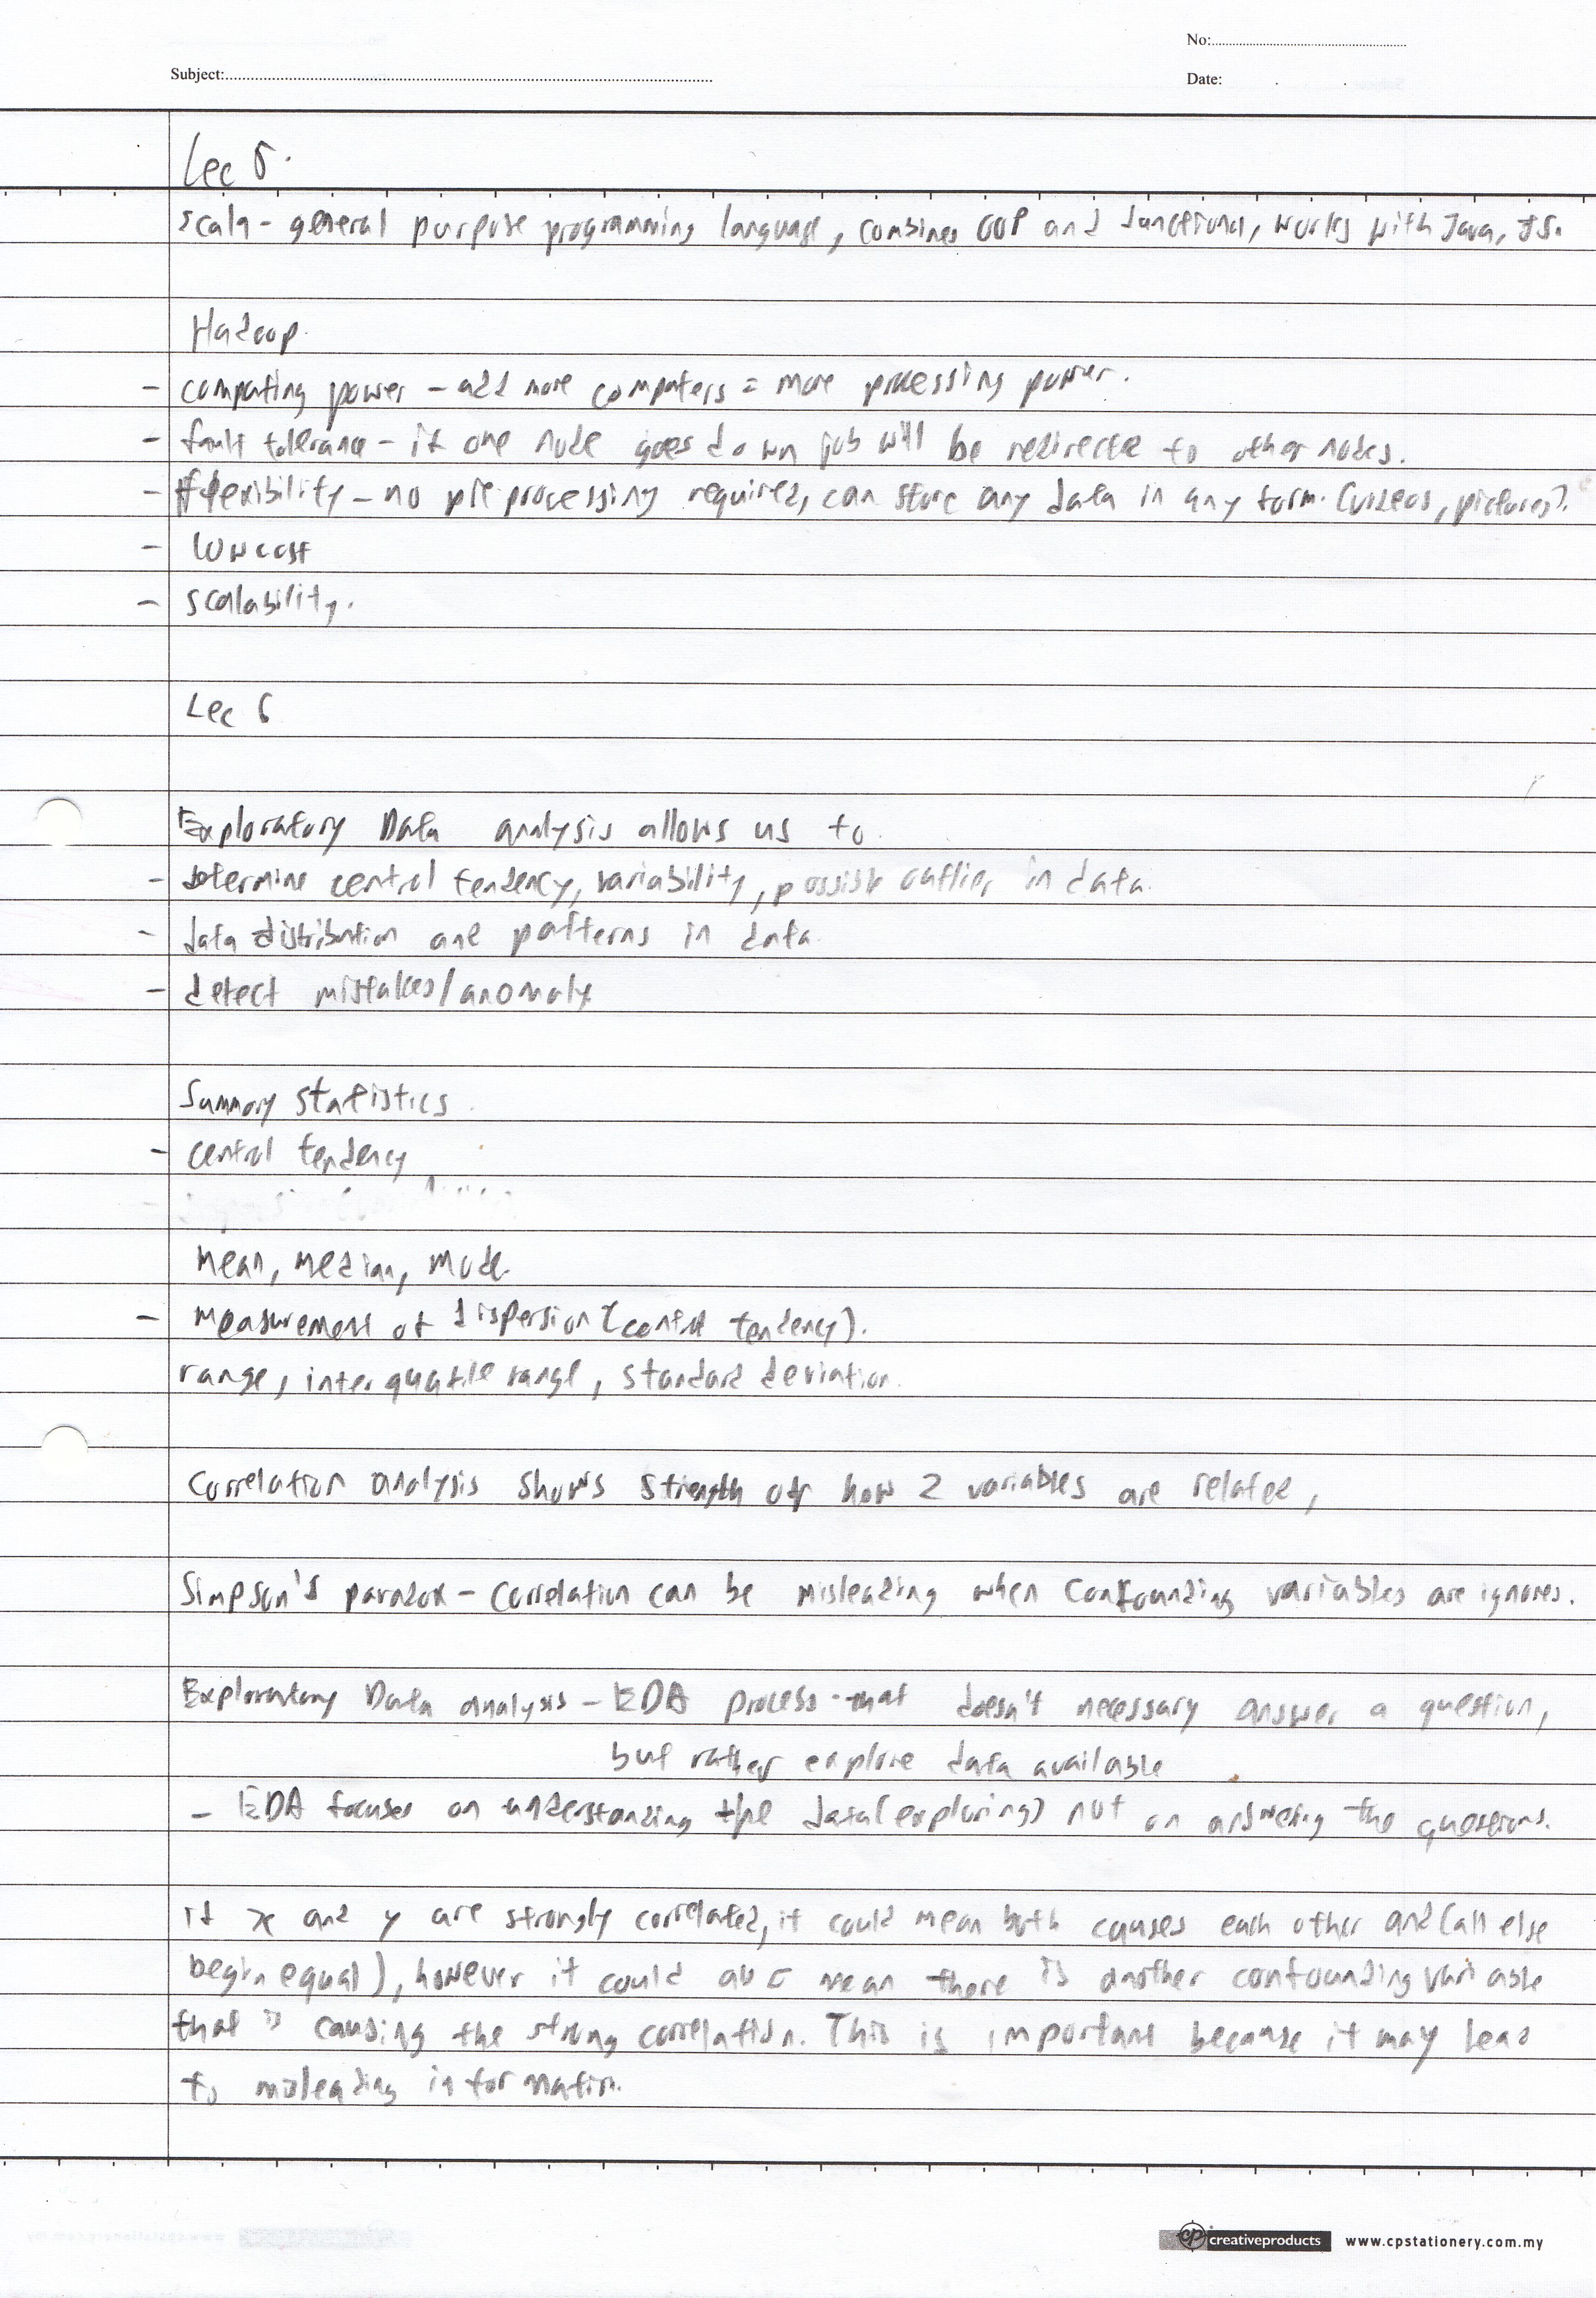 No:
Subject:
Date:
Lec 5.
Scala - general purpose programming language, combines OOP and functional, works with Java, JS.
Hadoop.
- computing power - add more computers = more processing power.
- fault tolerance - if one node goes down job will be redirected to other nodes.
- flexibility - no pre processing required, can store any data in any form. (videos, pictures).
- low cost
- scalability.
Lec 6
Exploratory Data analysis allows us to
- determine central tendency, variability, possible outlier in data.
- data distribution and patterns in data.
- detect mistakes/anomaly
Summary statistics.
- central tendency
mean, median, mode.
- measurement of dispersion (central tendency).
range, interquatile range, standard deviation.
Correlation analysis shows strength of how 2 variables are related,
Simpson's paradox - correlation can be misleading when confounding variables are ignored.
Exploratory Data analysis - EDA process that doesn't necessary answer a question,
but rather explore data available
- EDA focuses on understanding the data (exploring) not on answering the questions.
if x and y are strongly correlated, it could mean both causes each other and (all else
begin equal), however it could also mean there is another confounding variable
that is causing the strong correlation. This is important because it may lead
to misleading information.
cp creativeproducts www.cpstationery.com.my